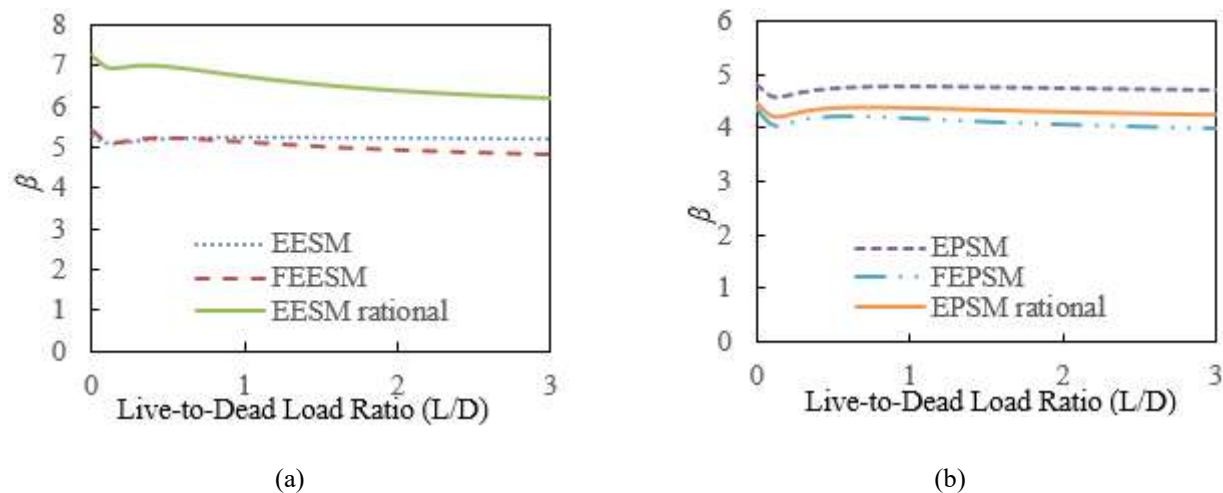 8
7
6
5
4
3
2
1
0
β
EESM
FEESM
EESM rational
0 1 2 3
Live-to-Dead Load Ratio (L/D)
(a)
6
5
4
3
2
1
0
β
EPSM
FEPSM
EPSM rational
0 1 2 3
Live-to-Dead Load Ratio (L/D)
(b)